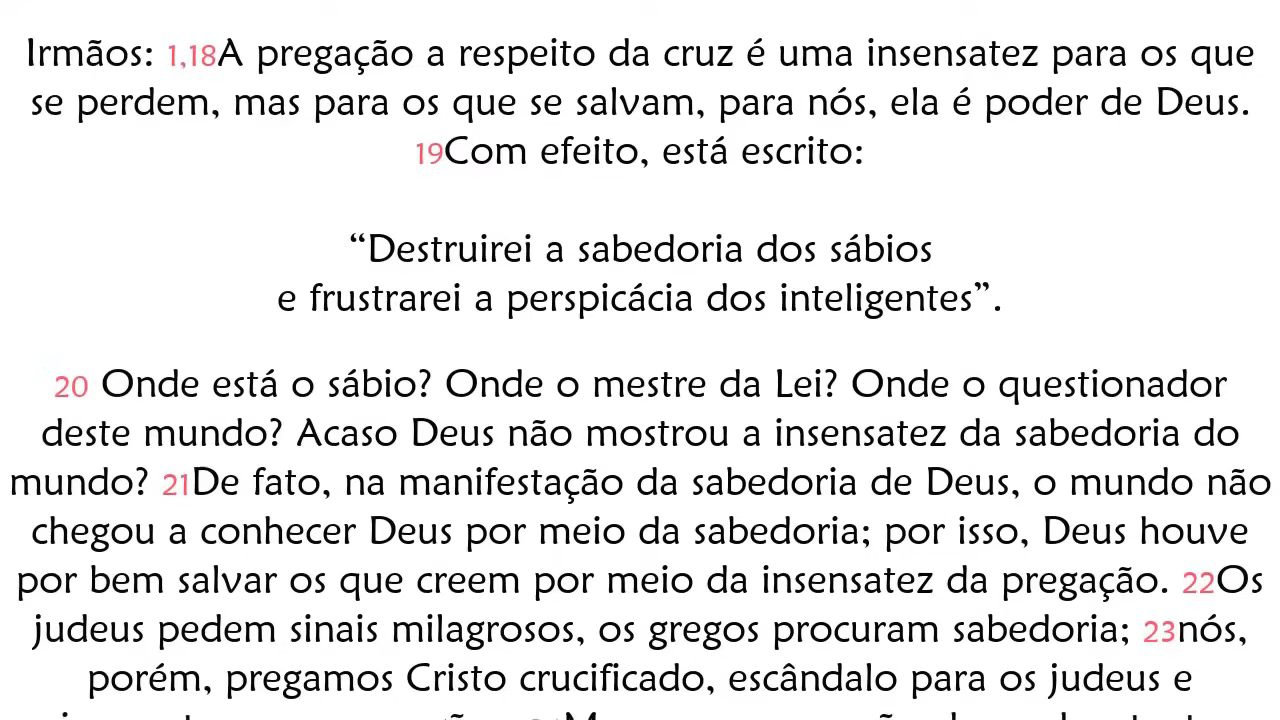 Irmãos: 1,18A pregação a respeito da cruz é uma insensatez para os que
se perdem, mas para os que se salvam, para nós, ela é poder de Deus.
19Com efeito, está escrito:
“Destruirei a sabedoria dos sábios
e frustrarei a perspicácia dos inteligentes”.
20 Onde está o sábio? Onde o mestre da Lei? Onde o questionador
deste mundo? Acaso Deus não mostrou a insensatez da sabedoria do
mundo? 21De fato, na manifestação da sabedoria de Deus, o mundo não
chegou a conhecer Deus por meio da sabedoria; por isso, Deus houve
por bem salvar os que creem por meio da insensatez da pregação. 22Os
judeus pedem sinais milagrosos, os gregos procuram sabedoria; 23nós,
porém, pregamos Cristo crucificado, escândalo para os judeus e